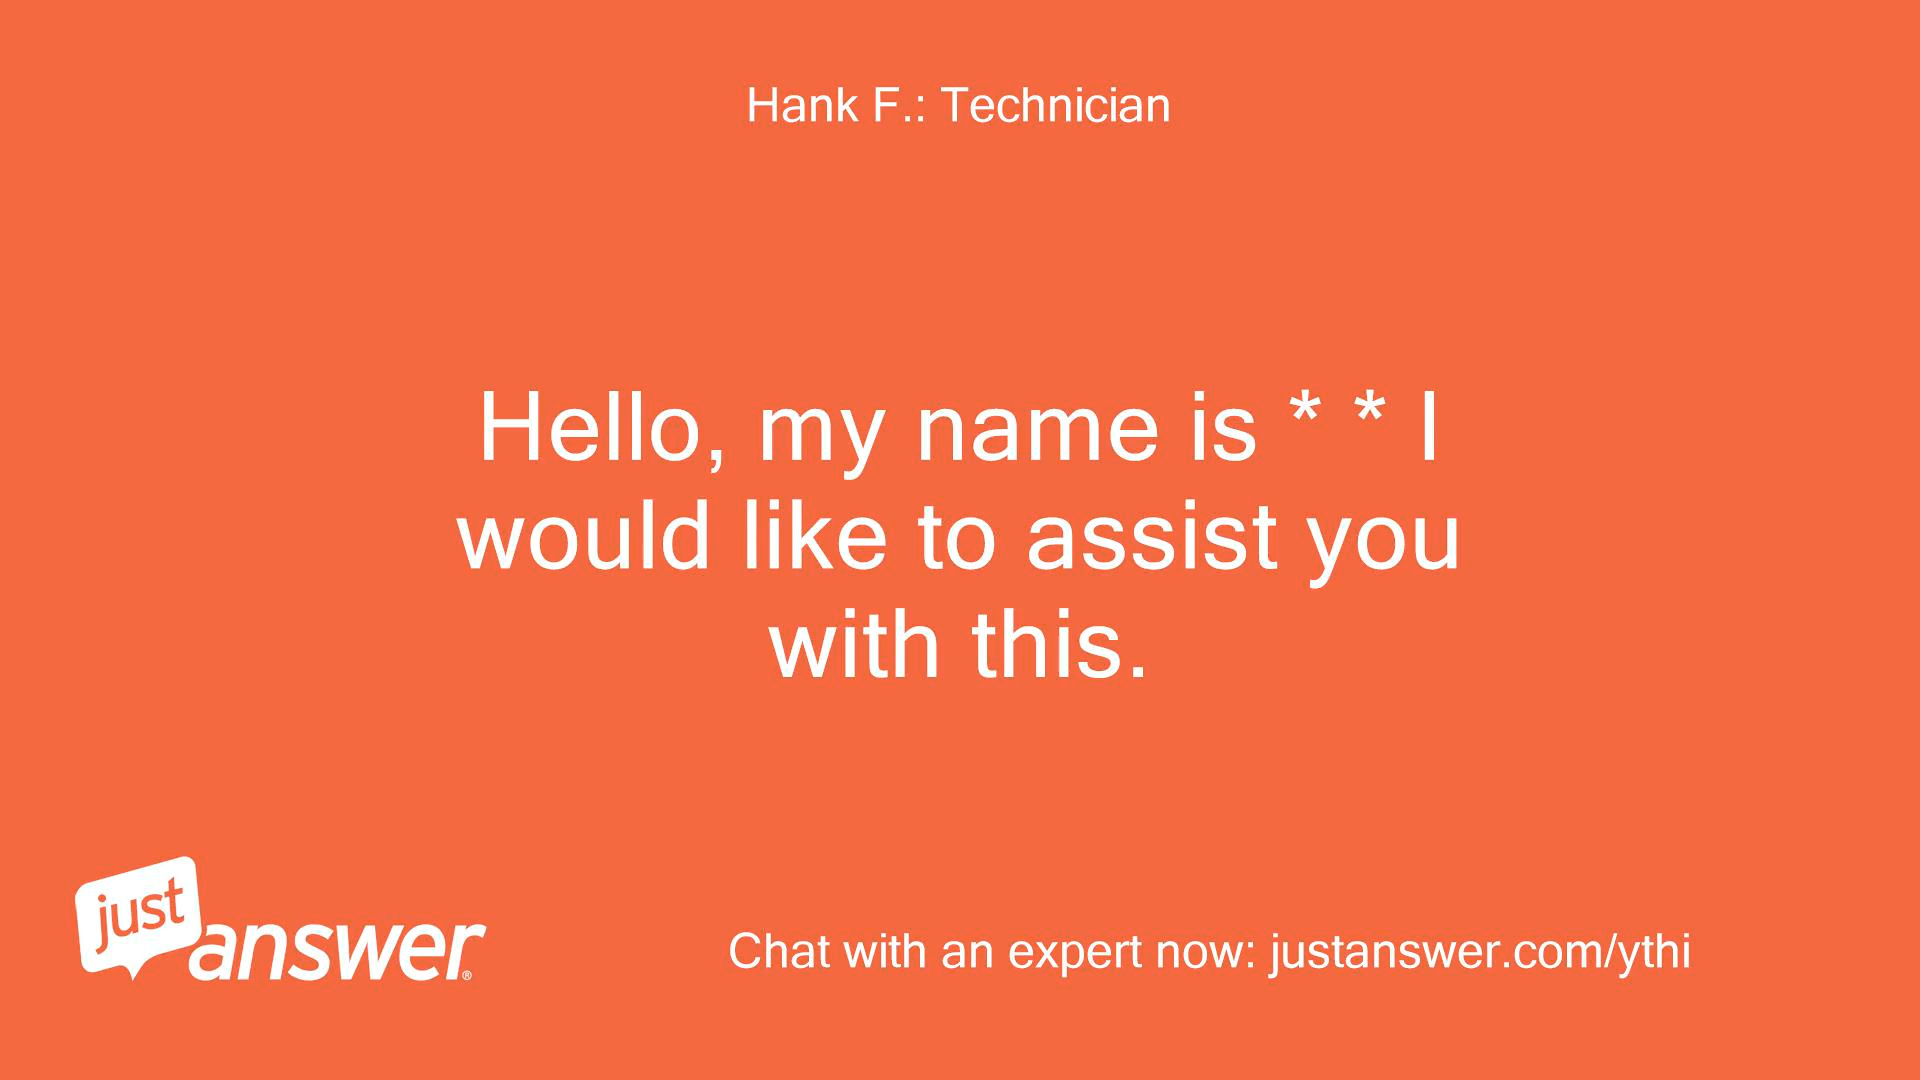 Hank F.: Technician
Hello, my name is * * I
would like to assist you
with this.
just
answer®
Chat with an expert now: justanswer.com/ythi